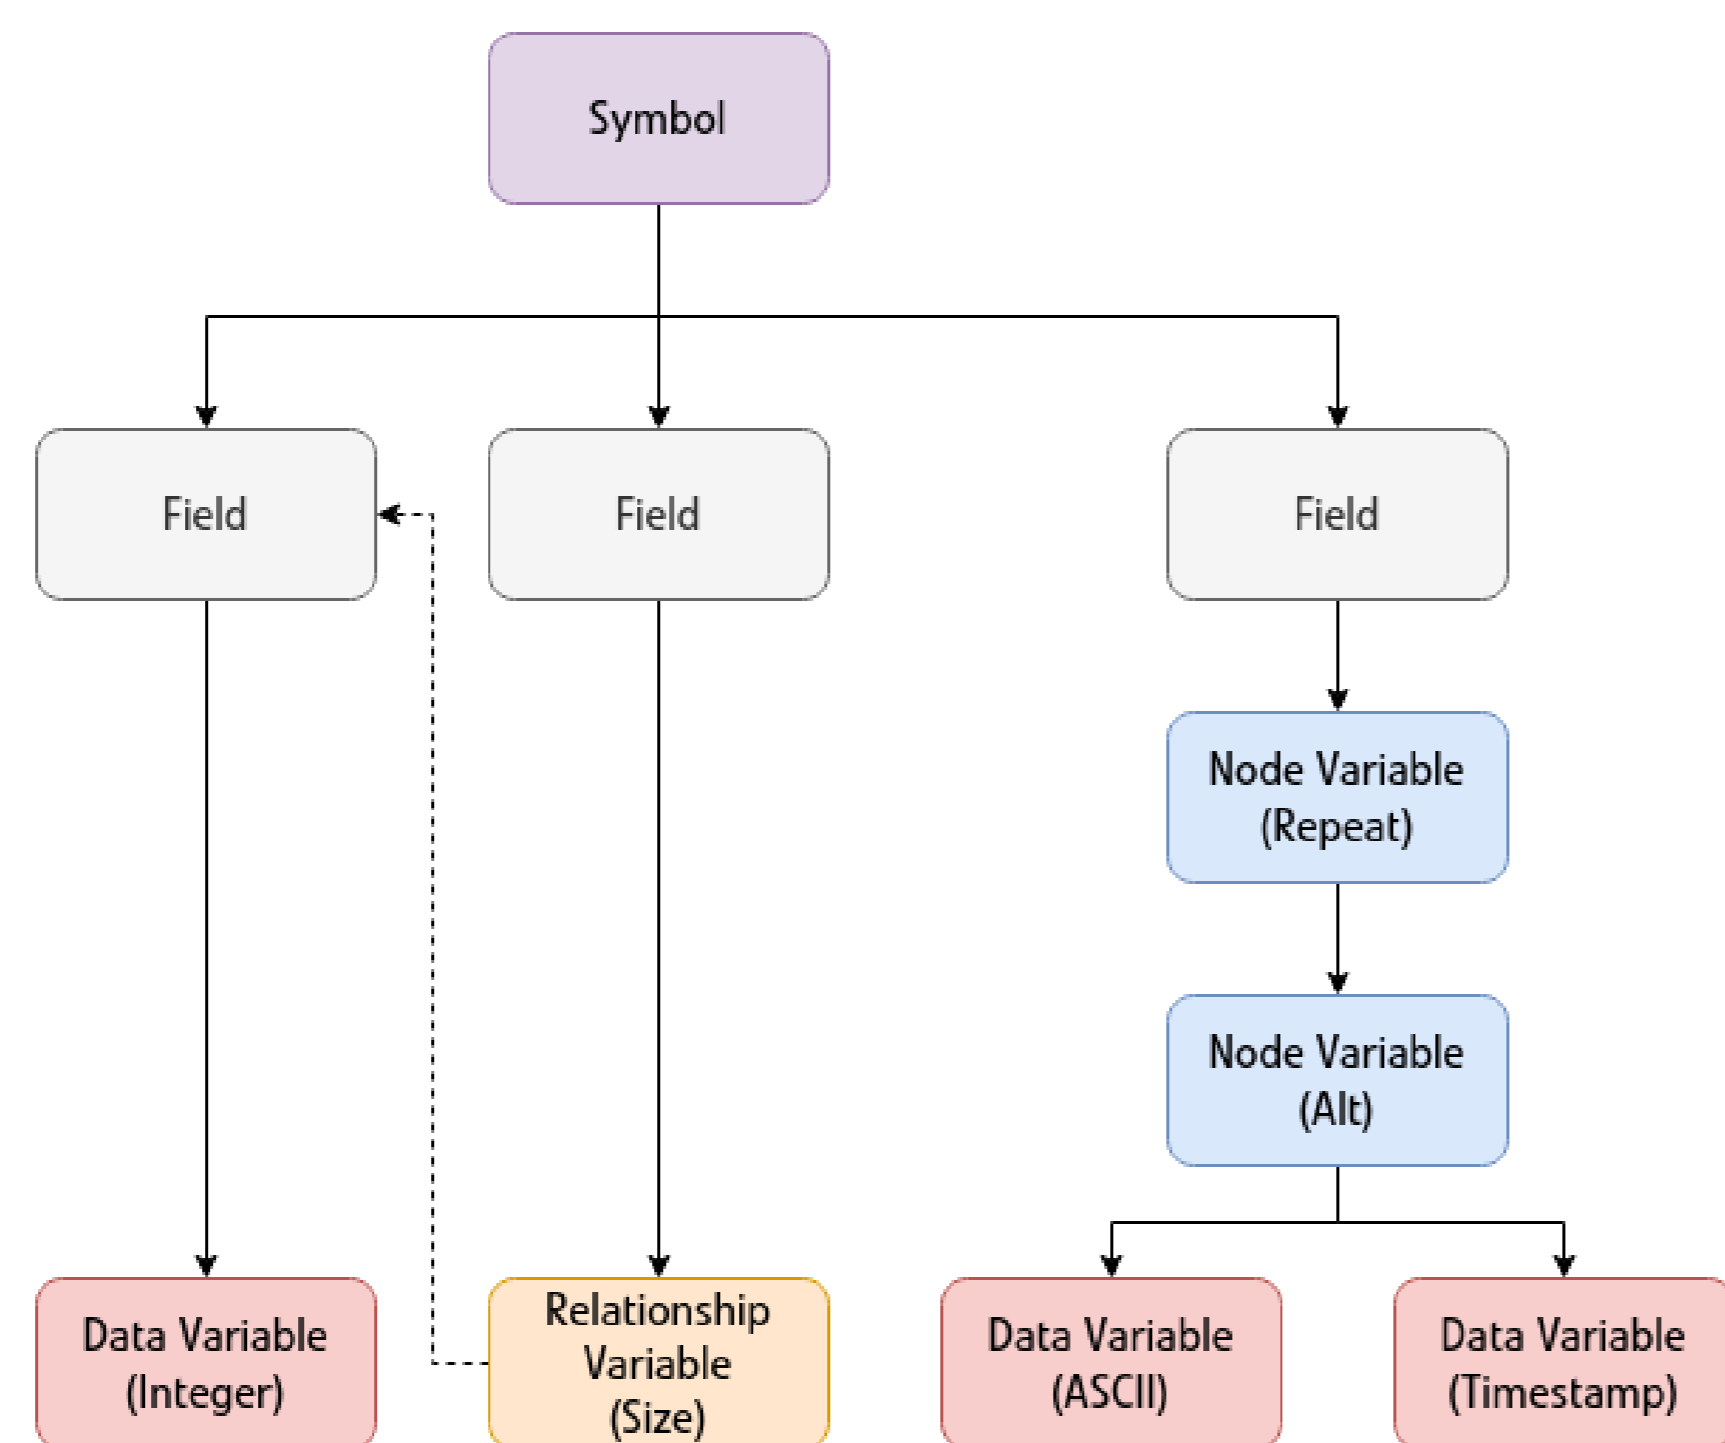 Symbol
Field
Field
Field
Node Variable
(Repeat)
Node Variable
(Alt)
Data Variable
(Integer)
Relationship
Variable
(Size)
Data Variable
(ASCII)
Data Variable
(Timestamp)